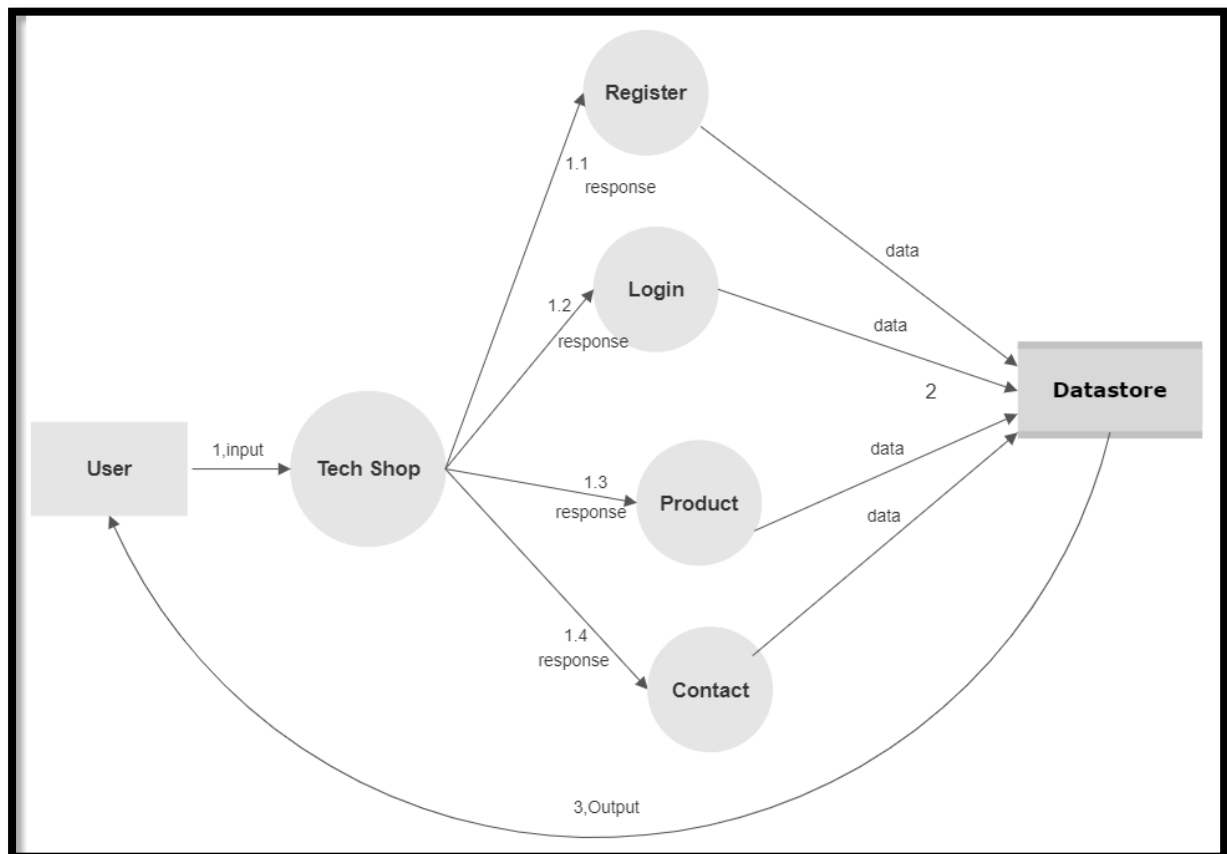 Register
1.1
response
data
Login
1.2
response
data
2
Datastore
User
1,input
Tech Shop
1.3
response
Product
data
data
1.4
response
Contact
3,Output